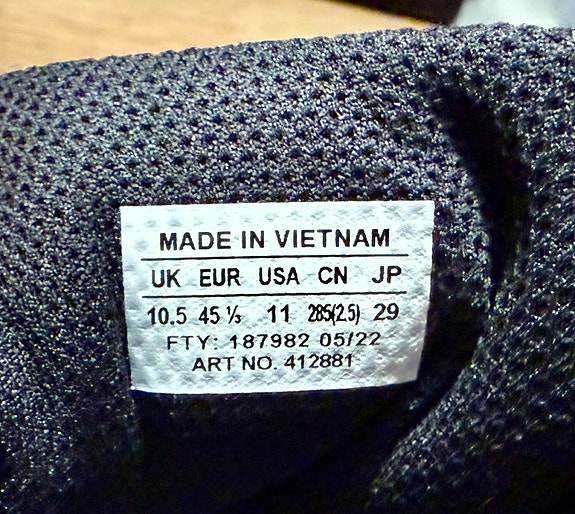 MADE IN VIETNAM
UK EUR USA CN JP
10.5 45 ⅓ 11 285(2.5) 29
FTY: 187982 05/22
ART NO. 412881